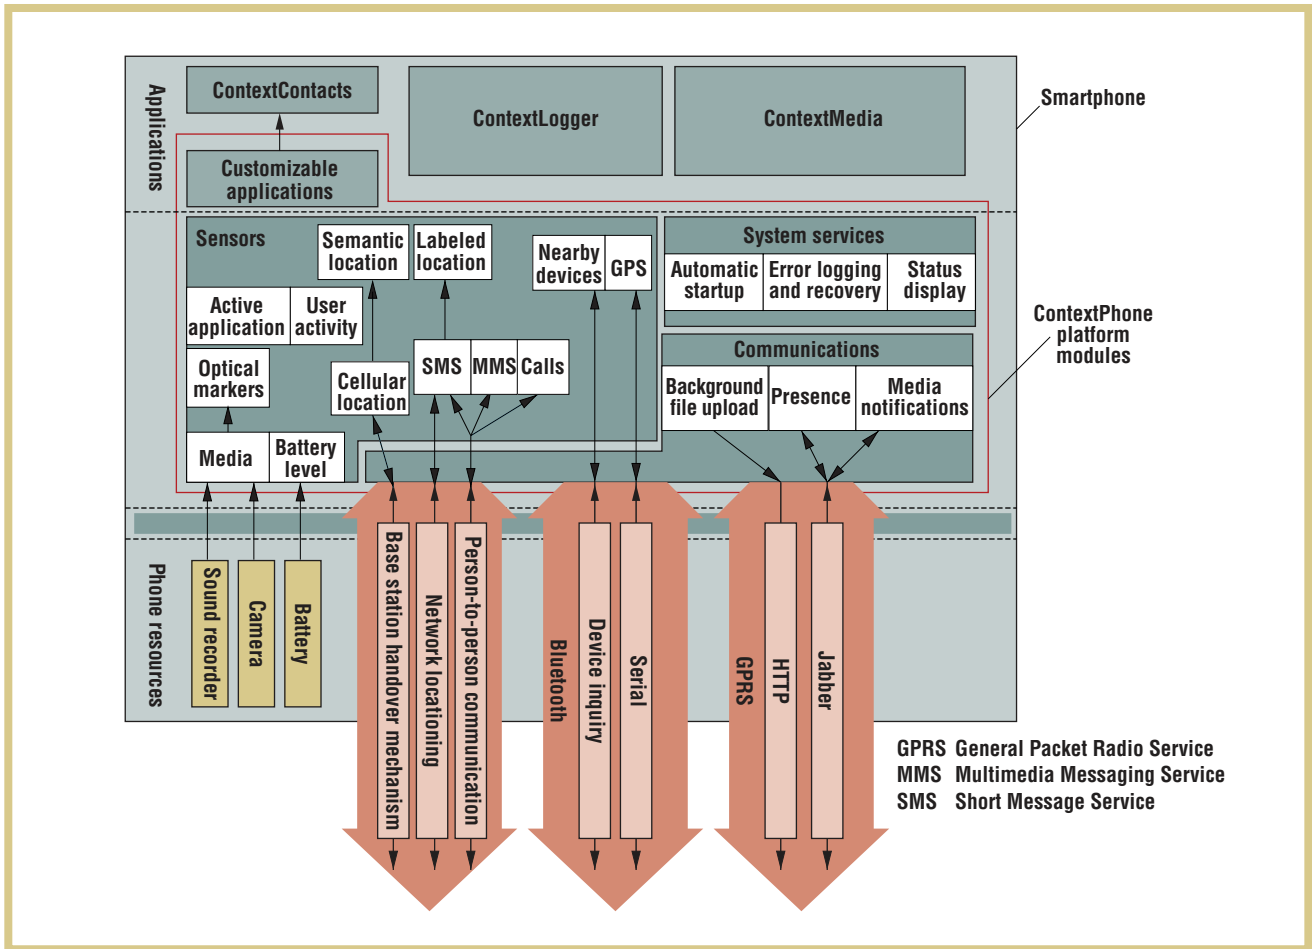 Applications
ContextContacts
ContextLogger
ContextMedia
Smartphone
Customizable
applications
Sensors
Semantic
location
Labeled
location
Nearby
devices
GPS
System services
Automatic
startup
Error logging
and recovery
Status
display
Active
application
User
activity
ContextPhone
platform
modules
Optical
markers
Cellular
location
SMS
MMS
Calls
Communications
Background
file upload
Presence
Media
notifications
Media
Battery
level
Phone resources
Sound recorder
Camera
Battery
Base station handover mechanism
Network locationing
Person-to-person communication
Bluetooth
Device inquiry
Serial
GPRS
HTTP
Jabber
GPRS General Packet Radio Service
MMS Multimedia Messaging Service
SMS Short Message Service